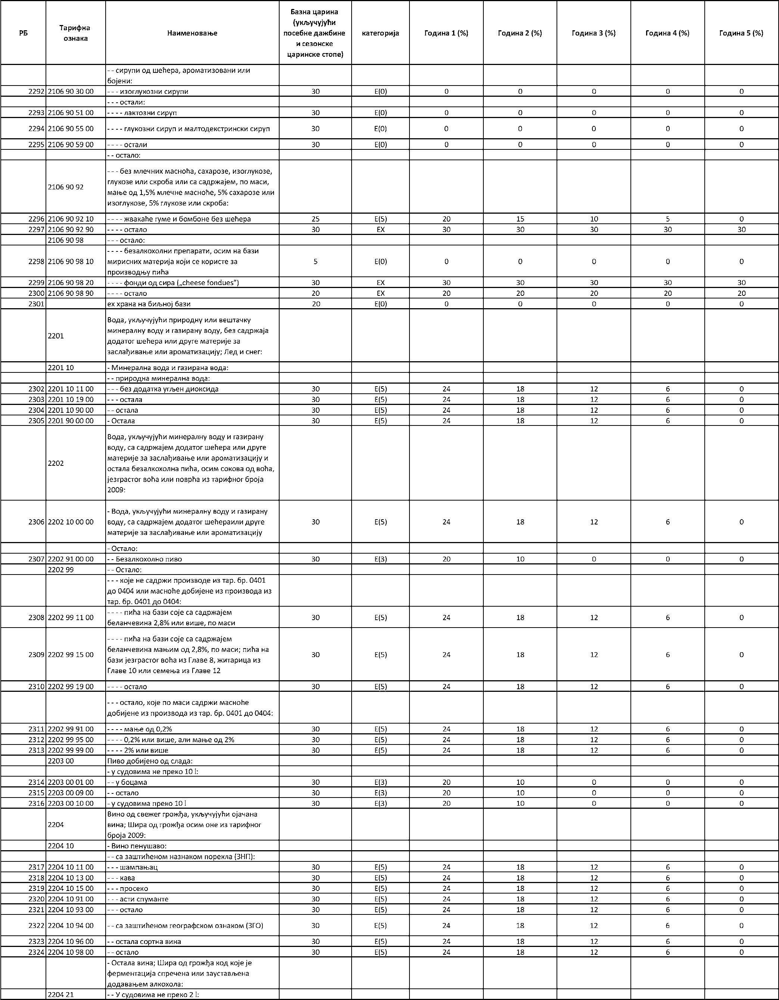 РБ Тарифна ознака Наименовање Базна царина (укључујући посебне дажбине и сезонске царинске стопе) категорија Година 1 (%) Година 2 (%) Година 3 (%) Година 4 (%) Година 5 (%)
- - сирупи од шећера, ароматизовани или
бојени:
2292 2106 90 30 00 - - - изоглукозни сирупи 30 E(0) 0 0 0 0 0
- - - остали:
2293 2106 90 51 00 - - - - лактозни сируп 30 E(0) 0 0 0 0 0
2294 2106 90 55 00 - - - - глукозни сируп и малтодекстрински сируп 30 E(0) 0 0 0 0 0
2295 2106 90 59 00 - - - - остали 30 E(0) 0 0 0 0 0
- - остало:
2106 90 92 - - - без млечних масноћа, сахарозе, изоглукозе,
глукозе или скроба или са садржајем, по маси,
мање од 1,5% млечне масноће, 5% сахарозе или
изоглукозе, 5% глукозе или скроба:
2296 2106 90 92 10 - - - - жвакаће гуме и бомбоне без шећера 25 E(5) 20 15 10 5 0
2297 2106 90 92 90 - - - - остало 30 EX 30 30 30 30 30
2106 90 98 - - - остало:
2298 2106 90 98 10 - - - - безалкохолни препарати, осим на бази
мирисних материја који се користе за
производњу пића 5 E(0) 0 0 0 0 0
2299 2106 90 98 20 - - - - фонди од сира („cheese fondues”) 30 EX 30 30 30 30 30
2300 2106 90 98 90 - - - - остало 20 EX 20 20 20 20 20
2301 ex храна на биљној бази 20 E(0) 0 0 0 0 0
2201 Вода, укључујући природну или вештачку
минералну воду и газирану воду, без садржаја
додатог шећера или друге материје за
заслађивање или ароматизацију; Лед и снег:
2201 10 - Минерална вода и газирана вода:
- - природна минерална вода:
2302 2201 10 11 00 - - - без додатка угљен диоксида 30 E(5) 24 18 12 6 0
2303 2201 10 19 00 - - - остала 30 E(5) 24 18 12 6 0
2304 2201 10 90 00 - - остала 30 E(5) 24 18 12 6 0
2305 2201 90 00 00 - Остала 30 E(5) 24 18 12 6 0
2202 Вода, укључујући минералну воду и газирану
воду, са садржајем додатог шећера или друге
материје за заслађивање или ароматизацију и
остала безалкохолна пића, осим сокова од воћа,
језграстог воћа или поврћа из тарифног броја
2009:
2306 2202 10 00 00 - Вода, укључујући минералну воду и газирану
воду, са садржајем додатог шећераили друге
материје за заслађивање или ароматизацију 30 E(5) 24 18 12 6 0
- Остало:
2307 2202 91 00 00 - - Безалкохолно пиво 30 E(3) 20 10 0 0 0
2202 99 - - Остало:
- - - које не садржи производе из тар. бр. 0401
до 0404 или масноће добијене из производа из
тар. бр. 0401 до 0404:
2308 2202 99 11 00 - - - - пића на бази соје са садржајем
беланчевина 2,8% или више, по маси 30 E(5) 24 18 12 6 0
2309 2202 99 15 00 - - - - пића на бази соје са садржајем
беланчевина мањим од 2,8%, по маси; пића на
бази језграстог воћа из Главе 8, житарица из
Главе 10 или семења из Главе 12 30 E(5) 24 18 12 6 0
2310 2202 99 19 00 - - - - остало 30 E(5) 24 18 12 6 0
- - - остало, које по маси садржи масноће
добијене из производа из тар. бр. 0401 до 0404:
2311 2202 99 91 00 - - - - мање од 0,2% 30 E(5) 24 18 12 6 0
2312 2202 99 95 00 - - - - 0,2% или више, али мање од 2% 30 E(5) 24 18 12 6 0
2313 2202 99 99 00 - - - - 2% или више 30 E(5) 24 18 12 6 0
2203 00 Пиво добијено од слада:
- у судовима не преко 10 l:
2314 2203 00 01 00 - - у боцама 30 E(3) 20 10 0 0 0
2315 2203 00 09 00 - - остало 30 E(3) 20 10 0 0 0
2316 2203 00 10 00 - у судовима преко 10 l 30 E(3) 20 10 0 0 0
2204 Вино од свежег грожђа, укључујући ојачана
вина; Шира од грожђа осим оне из тарифног
броја 2009:
2204 10 - Вино пенушаво:
- - са заштићеном назнаком порекла (ЗНП):
2317 2204 10 11 00 - - - шампањац 30 E(5) 24 18 12 6 0
2318 2204 10 13 00 - - - кава 30 E(5) 24 18 12 6 0
2319 2204 10 15 00 - - - просеко 30 E(5) 24 18 12 6 0
2320 2204 10 91 00 - - - асти спуманте 30 E(5) 24 18 12 6 0
2321 2204 10 93 00 - - - остало 30 E(5) 24 18 12 6 0
2322 2204 10 94 00 - - са заштићеном географском ознаком (ЗГО) 30 E(5) 24 18 12 6 0
2323 2204 10 96 00 - - остала сортна вина 30 E(5) 24 18 12 6 0
2324 2204 10 98 00 - - остало 30 E(5) 24 18 12 6 0
- Остала вина; Шира од грожђа код које је
ферментација спречена или заустављена
додавањем алкохола:
2204 21 - - У судовима не преко 2 l: